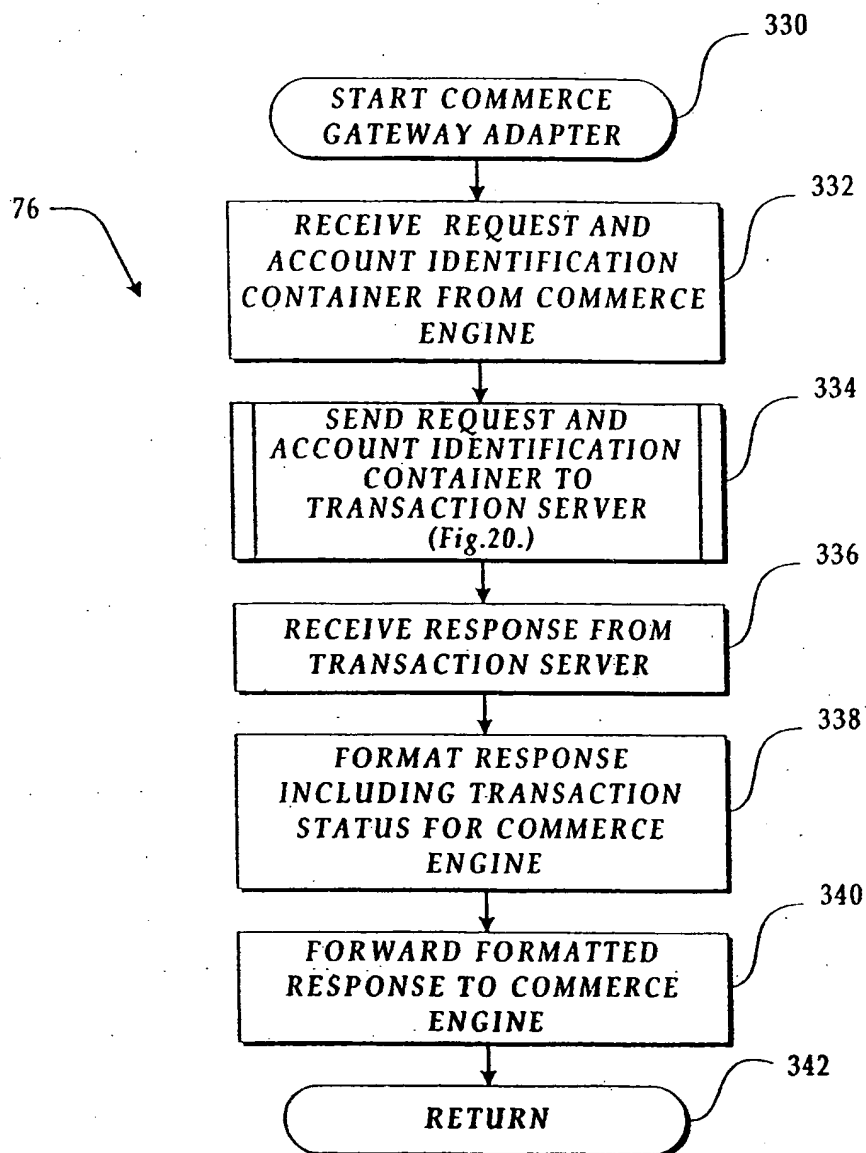 330
START COMMERCE
GATEWAY ADAPTER
332
76
RECEIVE REQUEST AND
ACCOUNT IDENTIFICATION
CONTAINER FROM COMMERCE
ENGINE
334
SEND REQUEST AND
ACCOUNT IDENTIFICATION
CONTAINER TO
TRANSACTION SERVER
(Fig.20.)
336
RECEIVE RESPONSE FROM
TRANSACTION SERVER
338
FORMAT RESPONSE
INCLUDING TRANSACTION
STATUS FOR COMMERCE
ENGINE
340
FORWARD FORMATTED
RESPONSE TO COMMERCE
ENGINE
342
RETURN